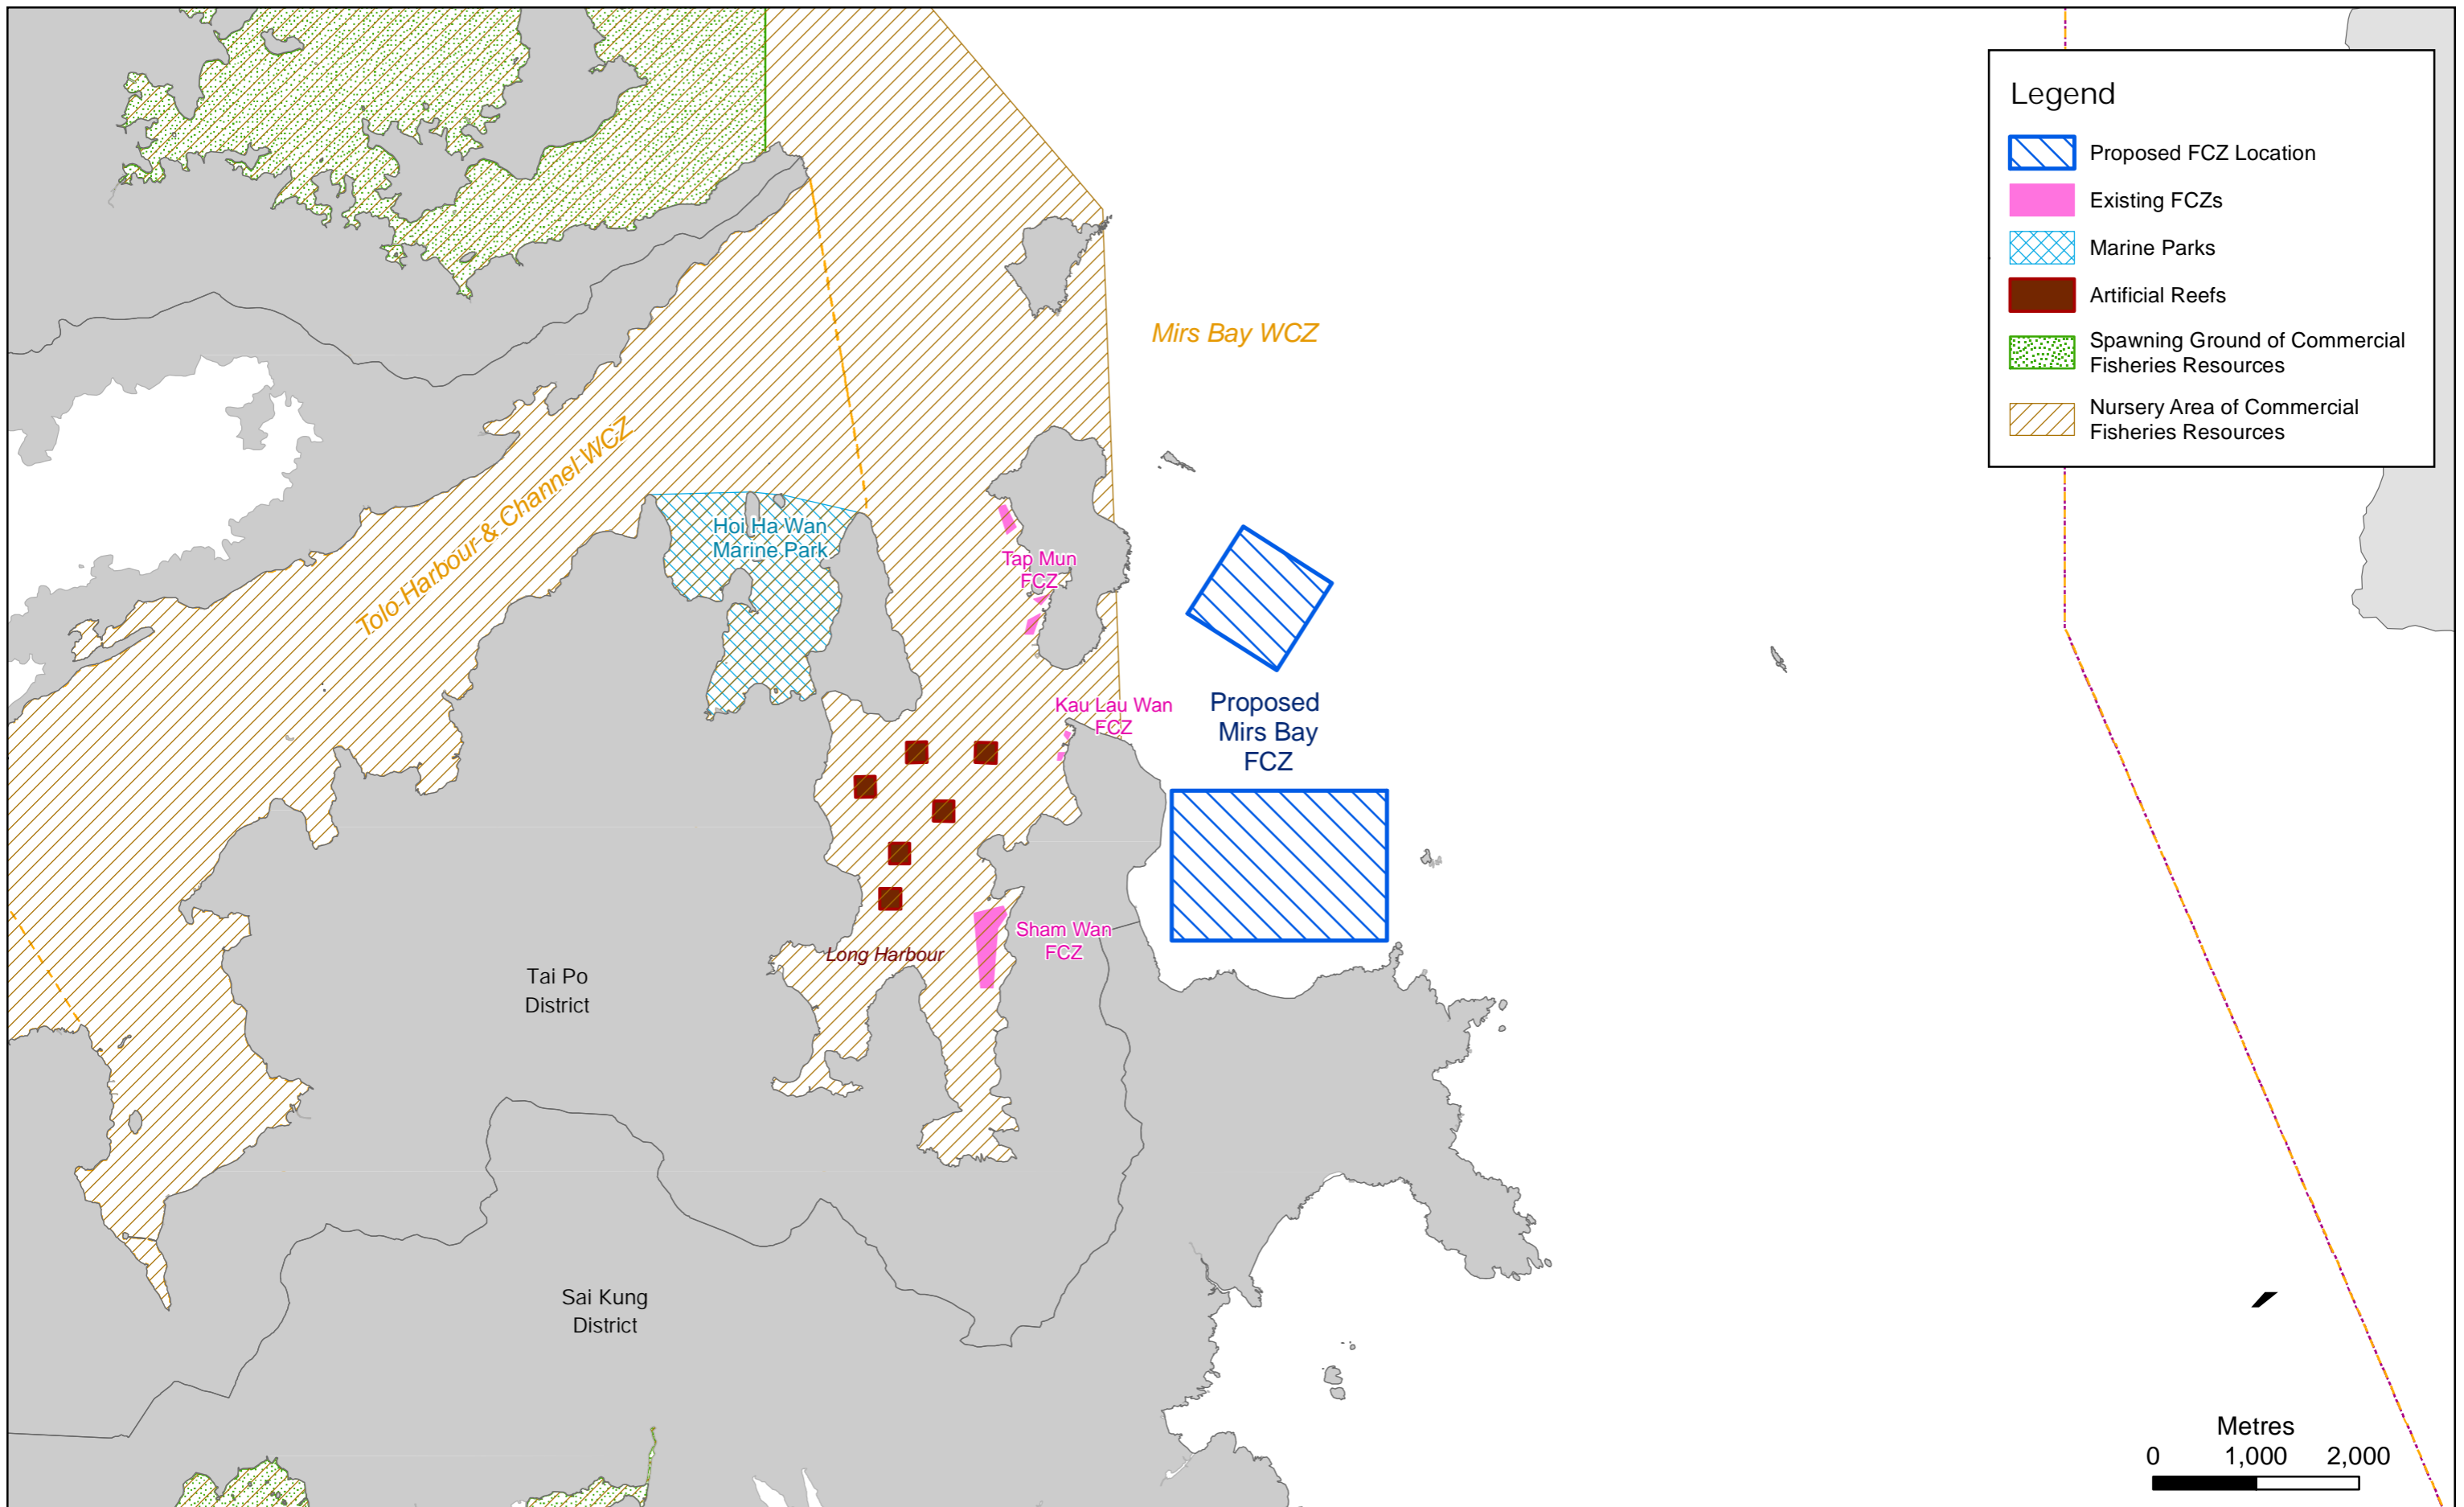 Legend
Proposed FCZ Location
Existing FCZs
Marine Parks
Artificial Reefs
Spawning Ground of Commercial
Fisheries Resources
Nursery Area of Commercial
Fisheries Resources
Mirs Bay WCZ
Tolo Harbour & Channel WCZ
Hoi Ha Wan
Marine Park
Tap Mun
FCZ
Kau Lau Wan
FCZ
Proposed
Mirs Bay
FCZ
Sham Wan
FCZ
Long Harbour
Tai Po
District
Sai Kung
District
Metres
0 1,000 2,000